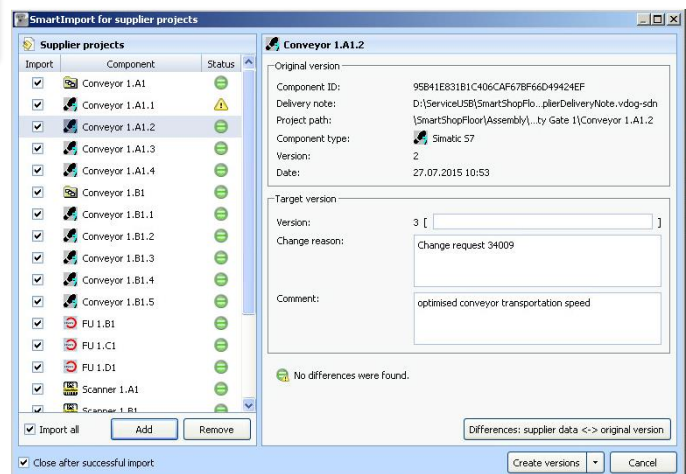 SmartImport for supplier projects
Supplier projects
Import Component Status
Conveyor 1.A1
Conveyor 1.A1.1
Conveyor 1.A1.2
Conveyor 1.A1.3
Conveyor 1.A1.4
Conveyor 1.B1
Conveyor 1.B1.1
Conveyor 1.B1.2
Conveyor 1.B1.3
Conveyor 1.B1.4
Conveyor 1.B1.5
FU 1.B1
FU 1.C1
FU 1.D1
Scanner 1.A1
Scanner 1.B1
Import all Add Remove
Close after successful import
Conveyor 1.A1.2
Original version
Component ID: 95B41E831B1C406CAF67BF66D49424EF
Delivery note: D:\ServiceUSB\SmartShopFlo...plierDeliveryNote.vdog-sdn
Project path: \SmartShopFloor\Assembly\...ty Gate 1\Conveyor 1.A1.2
Component type: Simatic S7
Version: 2
Date: 27.07.2015 10:53
Target version
Version: 3 [ ]
Change reason: Change request 34009
Comment: optimised conveyor transportation speed
No differences were found.
Differences: supplier data <-> original version
Create versions Cancel